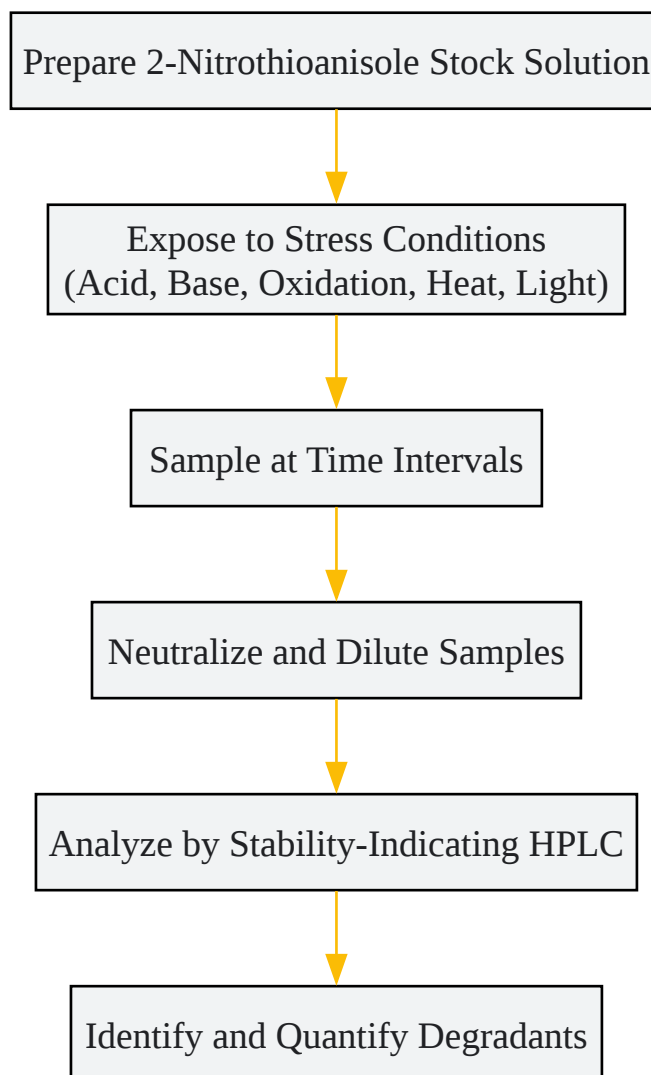 Prepare 2-Nitrothioanisole Stock Solution
Expose to Stress Conditions
(Acid, Base, Oxidation, Heat, Light)
Sample at Time Intervals
Neutralize and Dilute Samples
Analyze by Stability-Indicating HPLC
Identify and Quantify Degradants